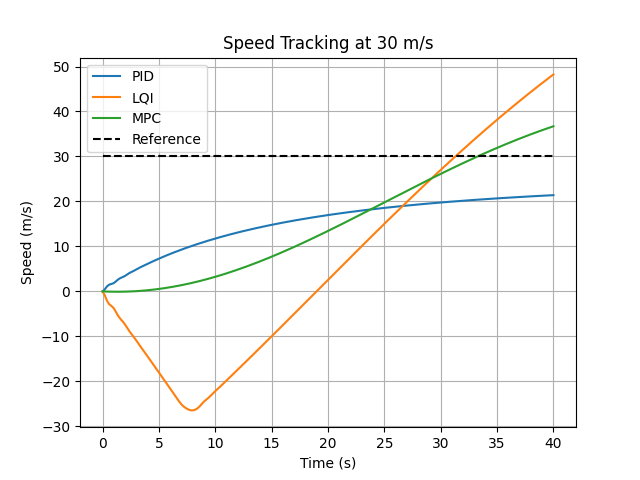 Speed Tracking at 30 m/s
PID
LQI
MPC
Reference
50
40
30
20
10
0
−10
−20
−30
Speed (m/s)
0 5 10 15 20 25 30 35 40
Time (s)